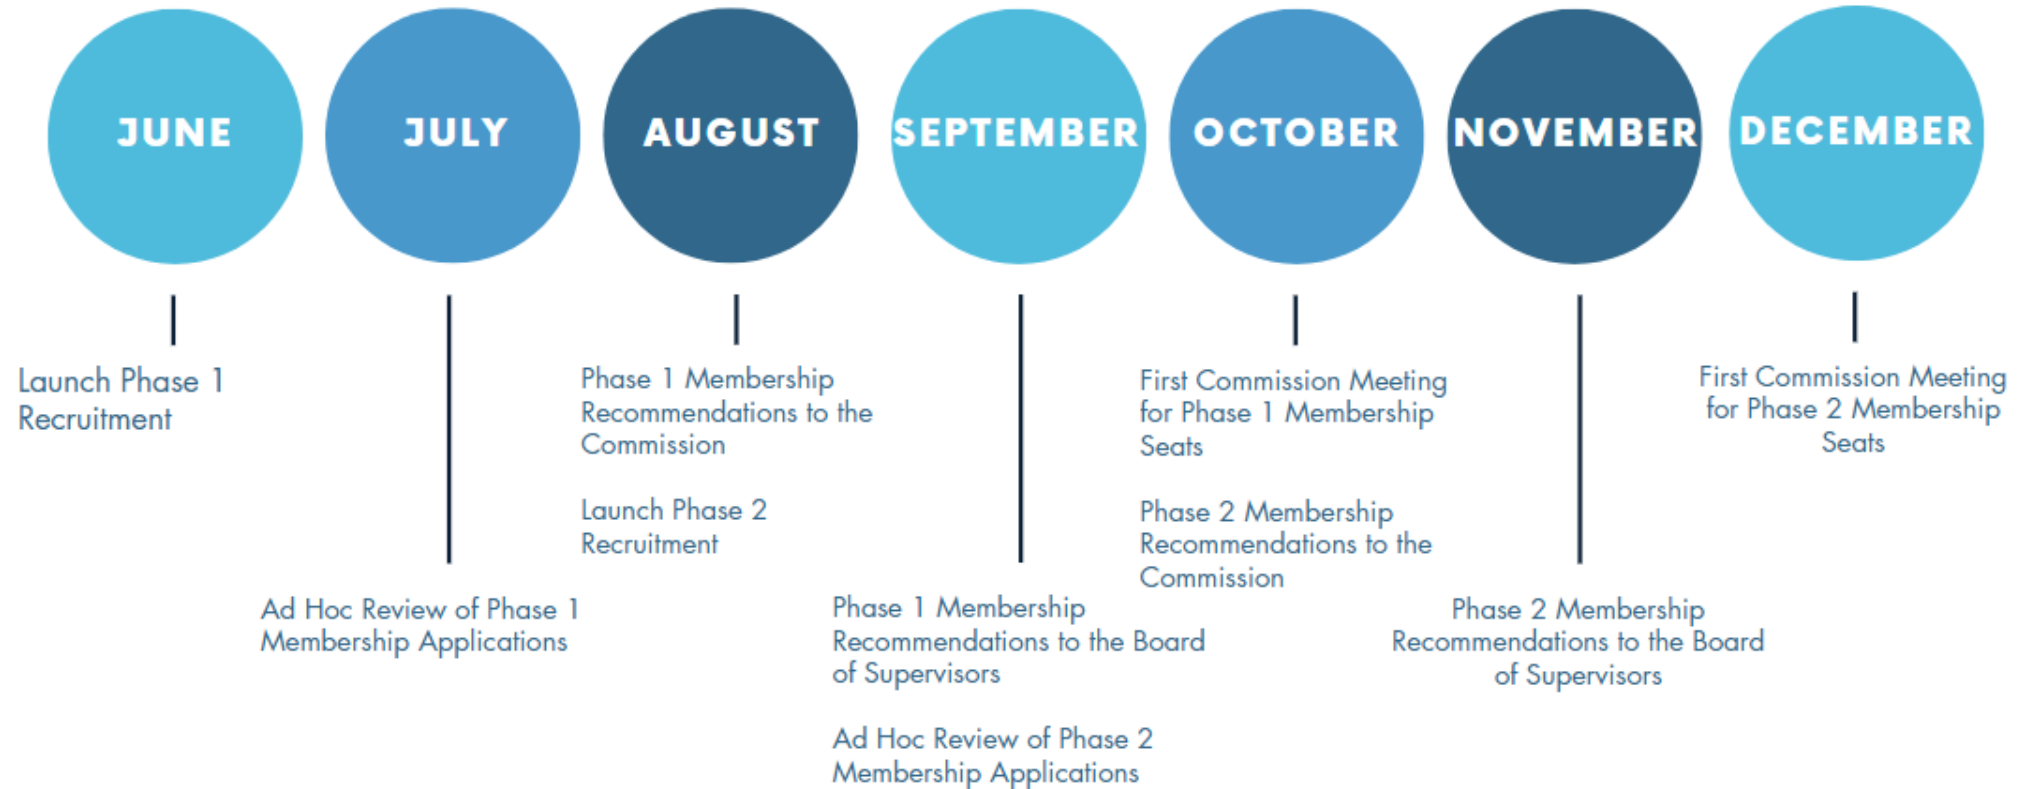 JUNE
JULY
AUGUST
SEPTEMBER
OCTOBER
NOVEMBER
DECEMBER
Launch Phase 1
Recruitment
Ad Hoc Review of Phase 1
Membership Applications
Phase 1 Membership
Recommendations to the
Commission
Launch Phase 2
Recruitment
Phase 1 Membership
Recommendations to the Board
of Supervisors
Ad Hoc Review of Phase 2
Membership Applications
First Commission Meeting
for Phase 1 Membership
Seats
Phase 2 Membership
Recommendations to the
Commission
Phase 2 Membership
Recommendations to the Board
of Supervisors
First Commission Meeting
for Phase 2 Membership
Seats